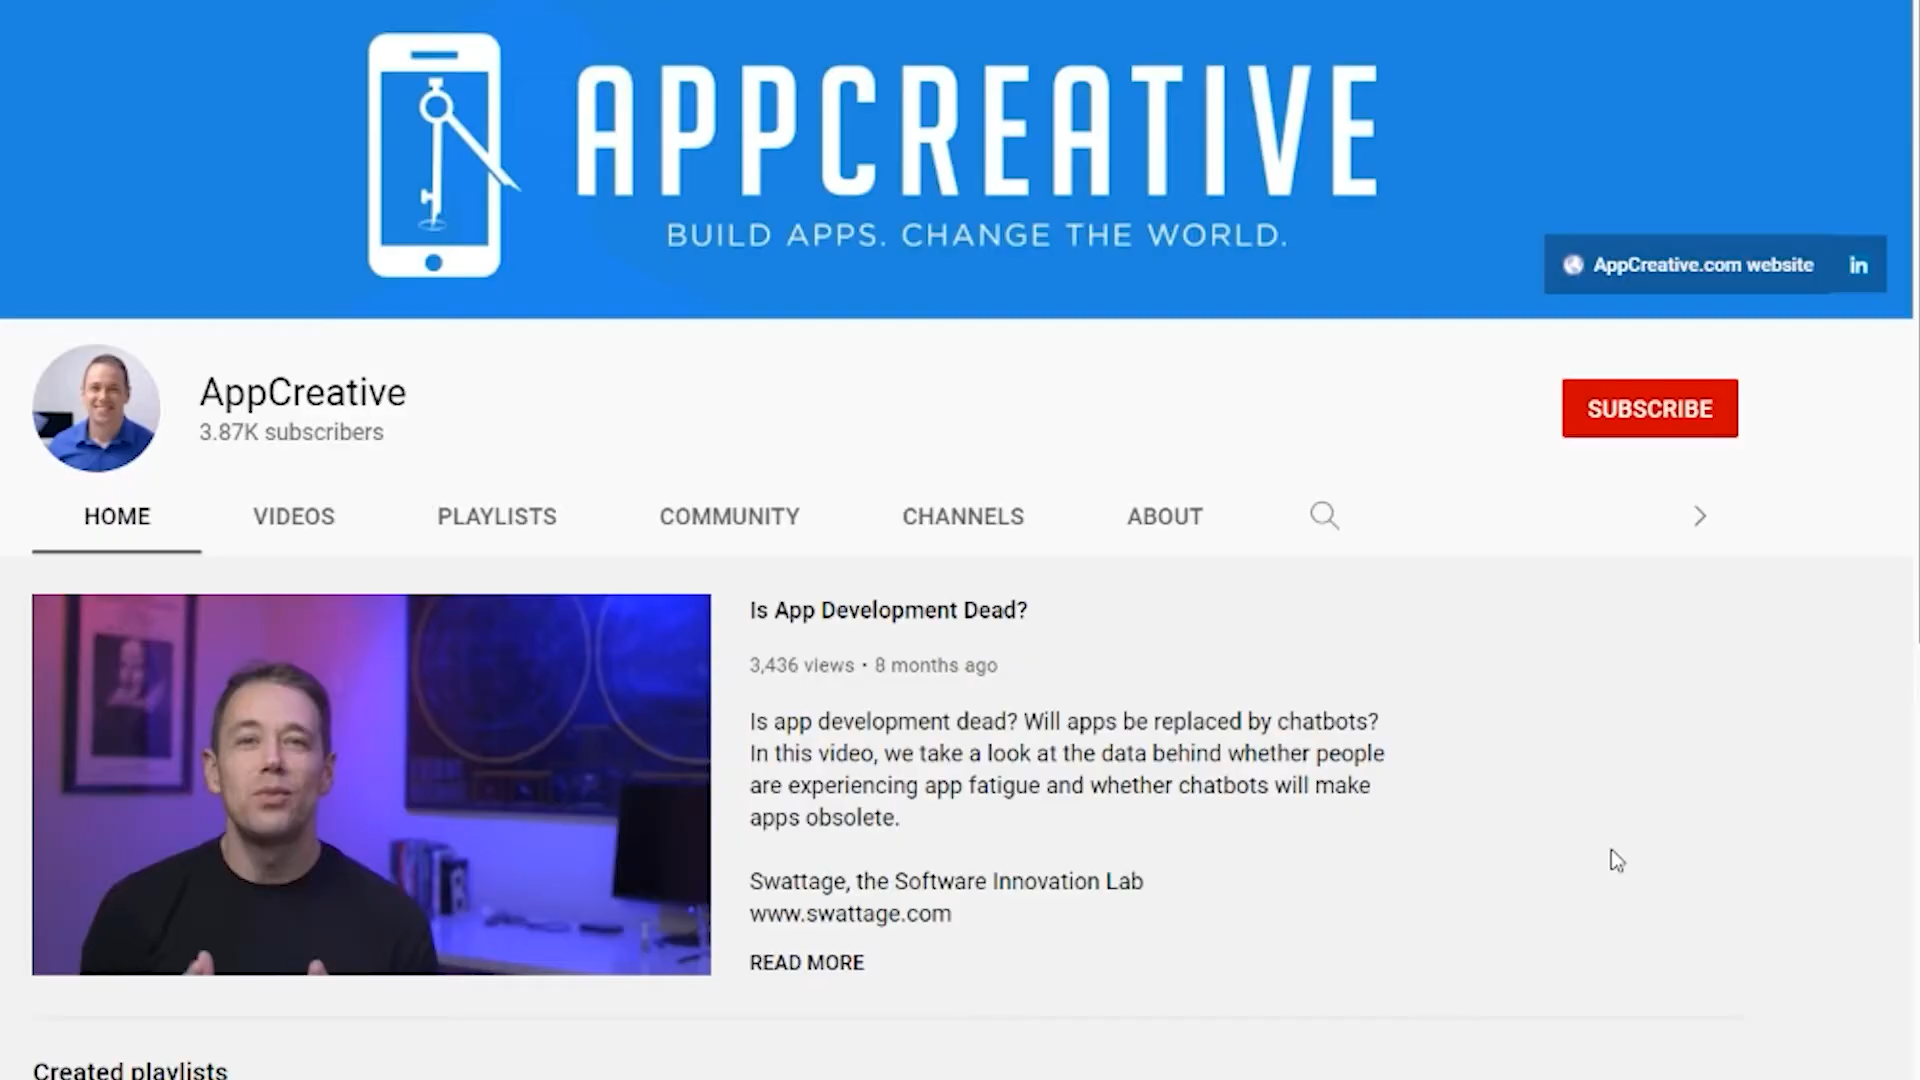 APPCREATIVE
BUILD APPS. CHANGE THE WORLD.
AppCreative.com website
in
AppCreative
3.87K subscribers
SUBSCRIBE
HOME
VIDEOS
PLAYLISTS
COMMUNITY
CHANNELS
ABOUT
Is App Development Dead?
3,436 views • 8 months ago
Is app development dead? Will apps be replaced by chatbots?
In this video, we take a look at the data behind whether people
are experiencing app fatigue and whether chatbots will make
apps obsolete.
Swattage, the Software Innovation Lab
www.swattage.com
READ MORE
Created playlists